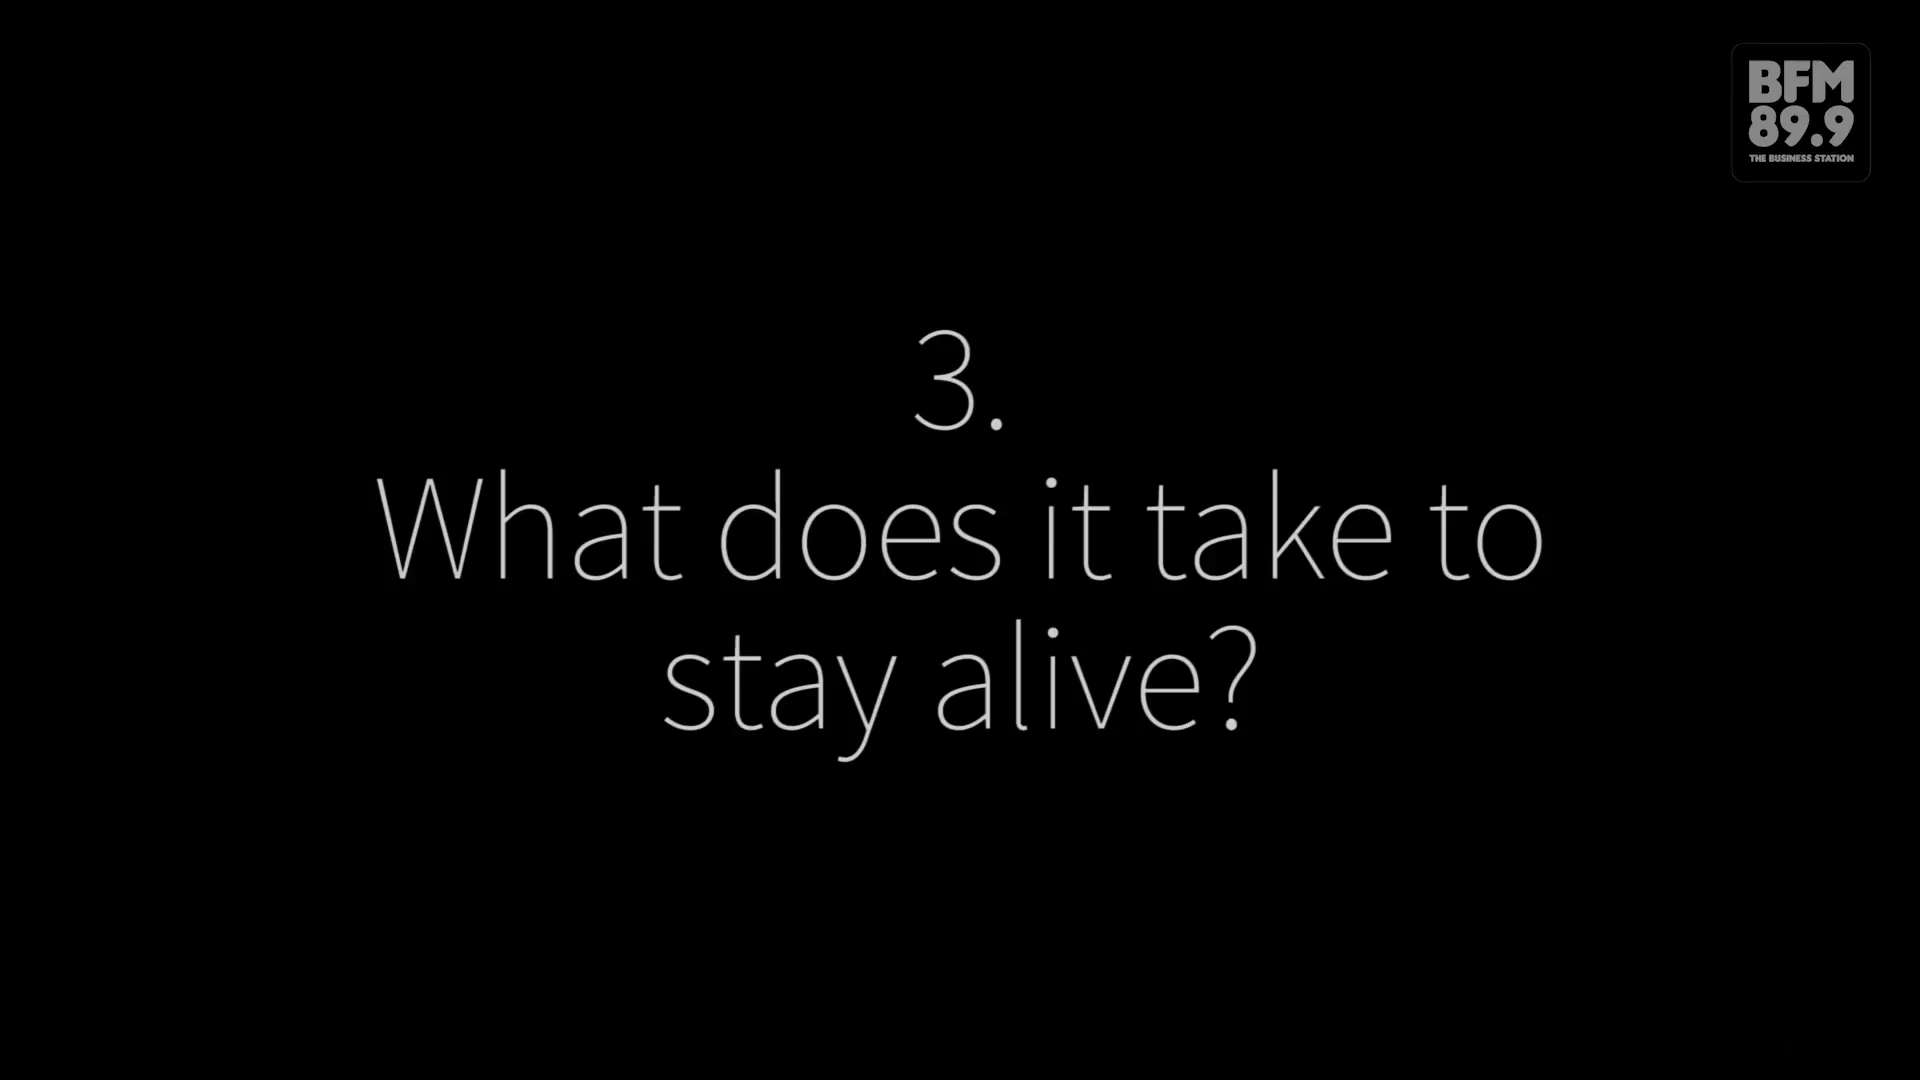 BFM
89.9
THE BUSINESS STATION
3.
What does it take to
stay alive?